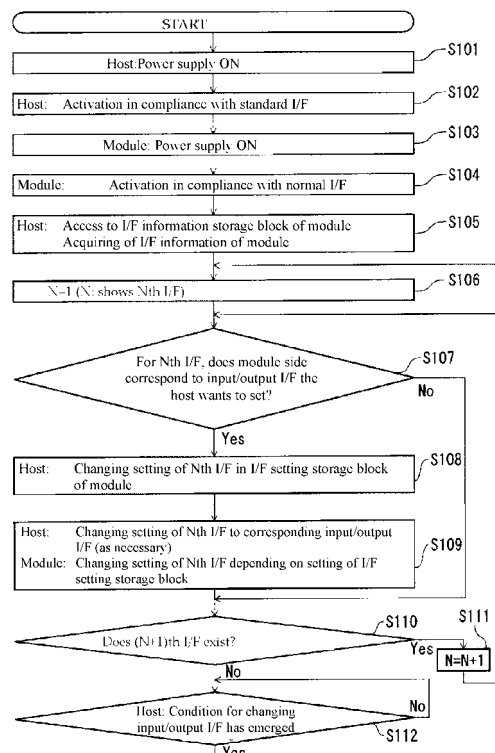 START
Host:Power supply ON
S101
Host: Activation in compliance with standard I/F
S102
Module: Power supply ON
S103
Module: Activation in compliance with normal I/F
S104
Host: Access to I/F information storage block of module
Acquiring of I/F information of module
S105
N=1 (N: shows Nth I/F)
S106
For Nth I/F, does module side
correspond to input/output I/F the
host wants to set?
S107
No
Yes
Host: Changing setting of Nth I/F in I/F setting storage block
of module
S108
Host: Changing setting of Nth I/F to corresponding input/output
I/F (as necessary)
Module: Changing setting of Nth I/F depending on setting of I/F
setting storage block
S109
Does (N+1)th I/F exist?
S110
Yes
S111
N=N+1
No
Host: Condition for changing
input/output I/F has emerged
No
S112
Yes